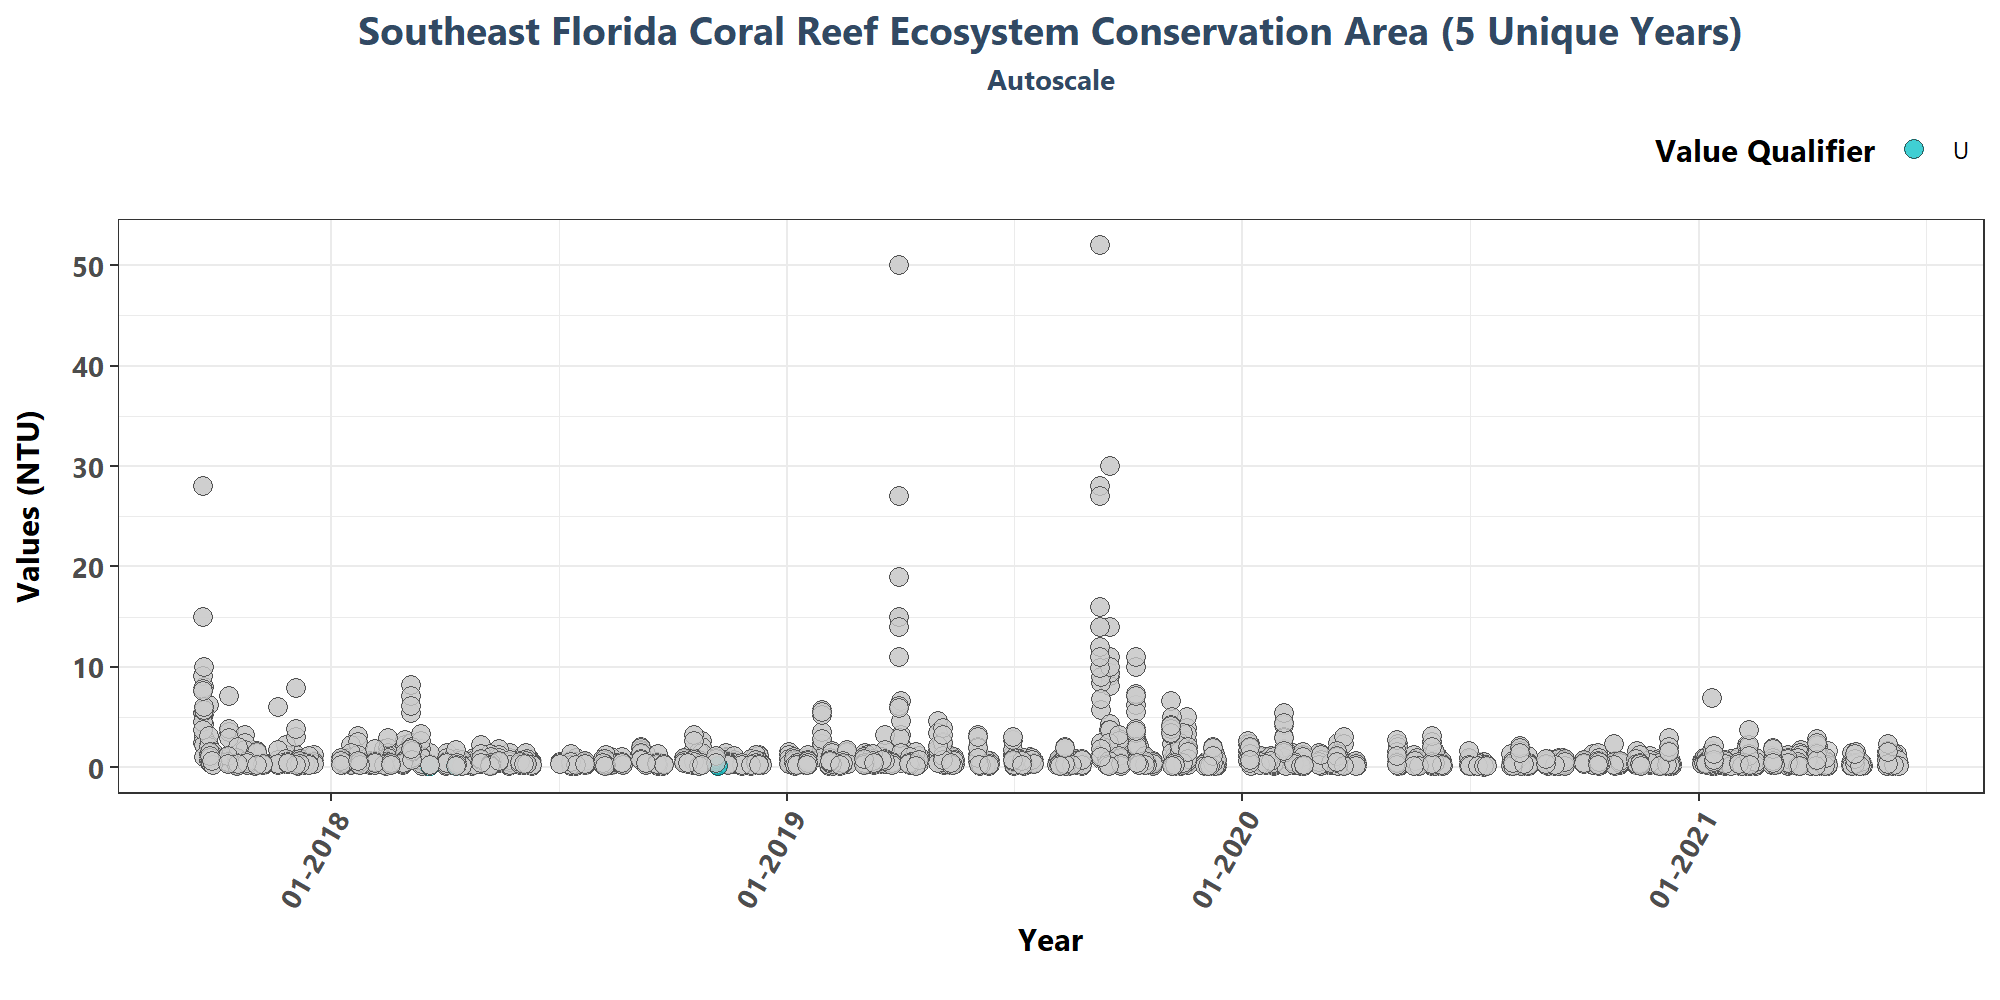 Southeast Florida Coral Reef Ecosystem Conservation Area (5 Unique Years)
Autoscale
Value Qualifier U
Values (NTU)
50
40
30
20
10
0
01-2018
01-2019
01-2020
01-2021
Year